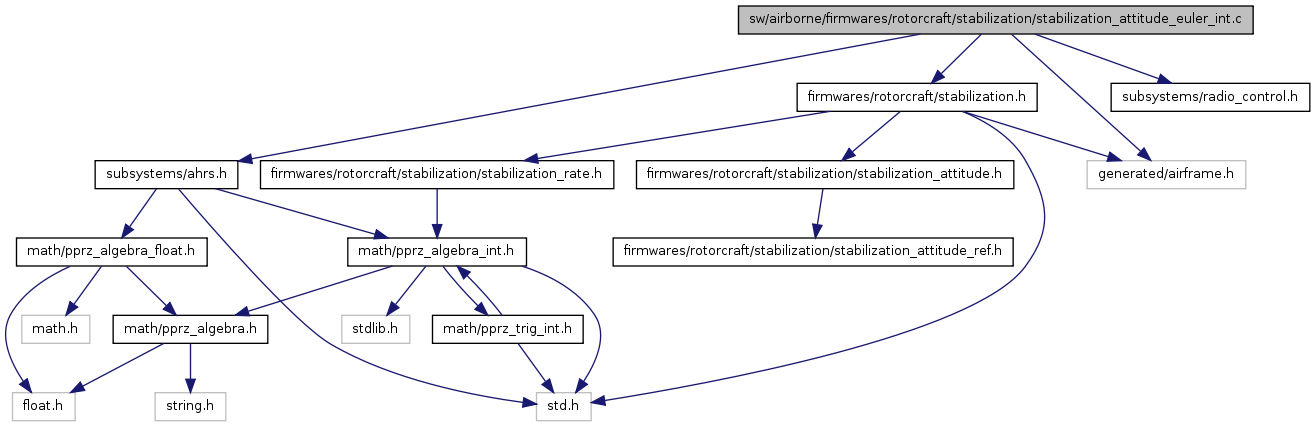 sw/airborne/firmwares/rotorcraft/stabilization/stabilization_attitude_euler_int.c
firmwares/rotorcraft/stabilization.h
subsystems/radio_control.h
subsystems/ahrs.h
firmwares/rotorcraft/stabilization/stabilization_rate.h
firmwares/rotorcraft/stabilization/stabilization_attitude.h
generated/airframe.h
math/pprz_algebra_float.h
math/pprz_algebra_int.h
firmwares/rotorcraft/stabilization/stabilization_attitude_ref.h
math.h
math/pprz_algebra.h
stdlib.h
math/pprz_trig_int.h
float.h
string.h
std.h